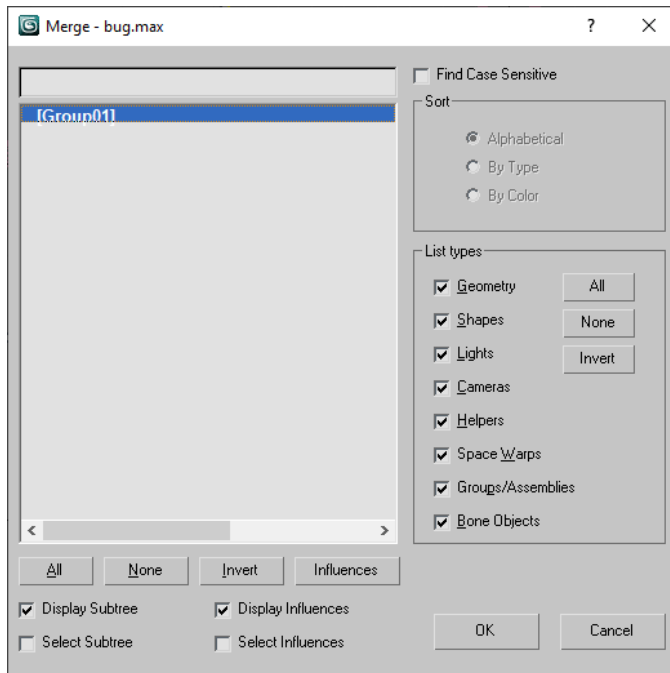 Merge - bug.max
?
[Group01]
Find Case Sensitive
Sort
Alphabetical
By Type
By Color
List types
Geometry
All
Shapes
None
Lights
Invert
Cameras
Helpers
Space Warps
Groups/Assemblies
Bone Objects
All None Invert Influences
Display Subtree Display Influences
Select Subtree Select Influences
OK Cancel